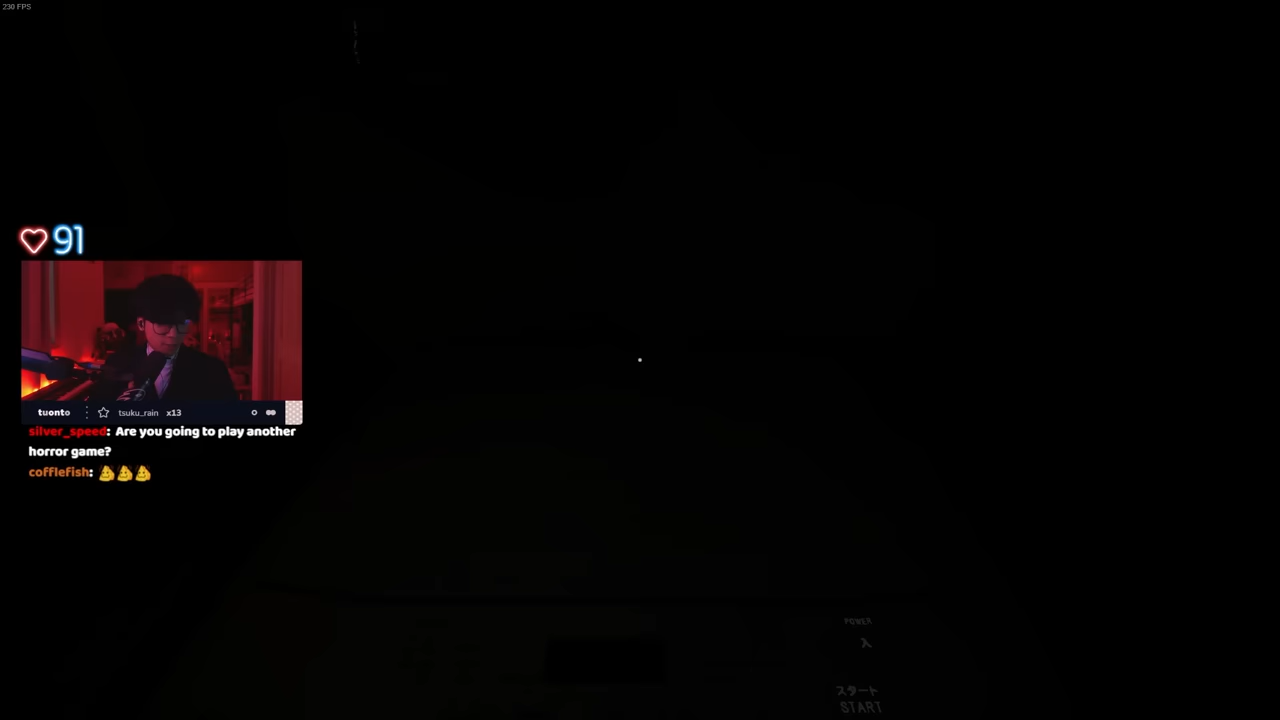 230 FPS
91
tuonto
tsuku_rain x13
silver_speed: Are you going to play another
horror game?
cofflefish:
POWER
入
スタート
START